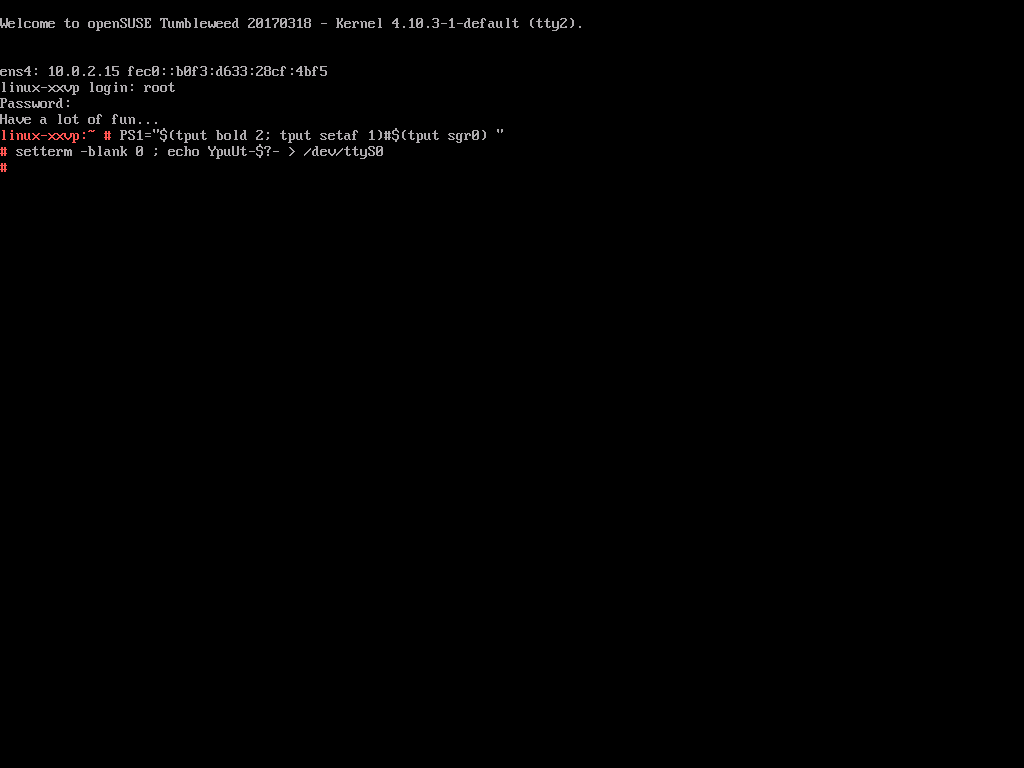 Welcome to openSUSE Tumbleweed 20170318 - Kernel 4.10.3-1-default (tty2).
ens4: 10.0.2.15 fec0::b0f3:d633:28cf:4bf5
linux-xxvp login: root
Password:
Have a lot of fun...
linux-xxvp:~ # PS1="$(tput bold 2; tput setaf 1)#$(tput sgr0) "
# setterm -blank 0 ; echo YpuUt-$?- > /dev/ttyS0
#